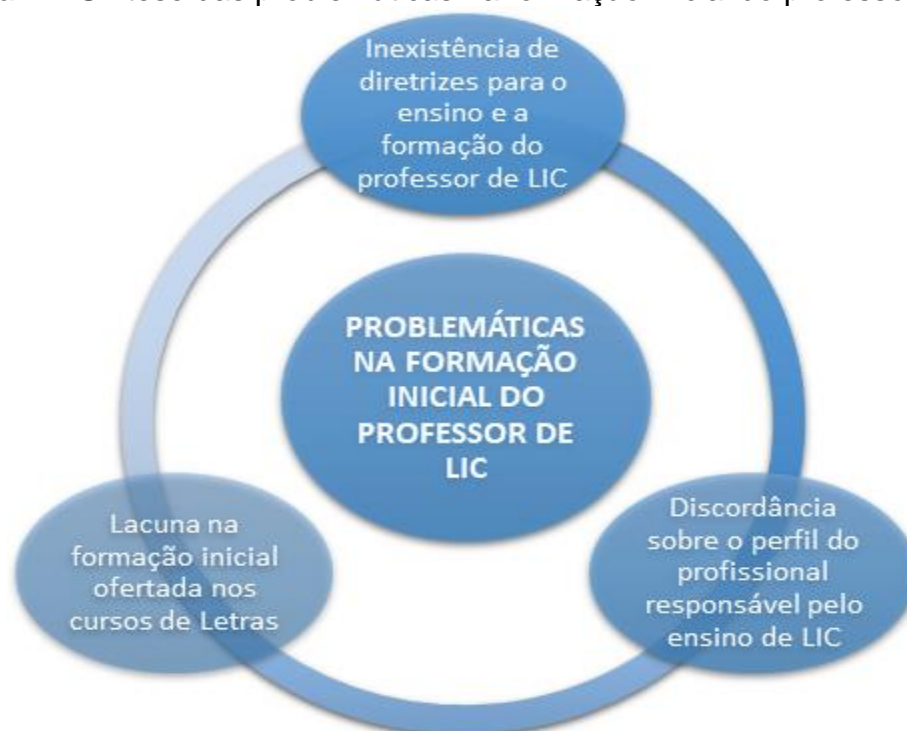 Inexistência de
diretrizes para o
ensino e a
formação do
professor de LIC
PROBLEMÁTICAS
NA FORMAÇÃO
INICIAL DO
PROFESSOR DE
LIC
Lacuna na
formação inicial
ofertada nos
cursos de Letras
Discordância
sobre o perfil do
profissional
responsável pelo
ensino de LIC